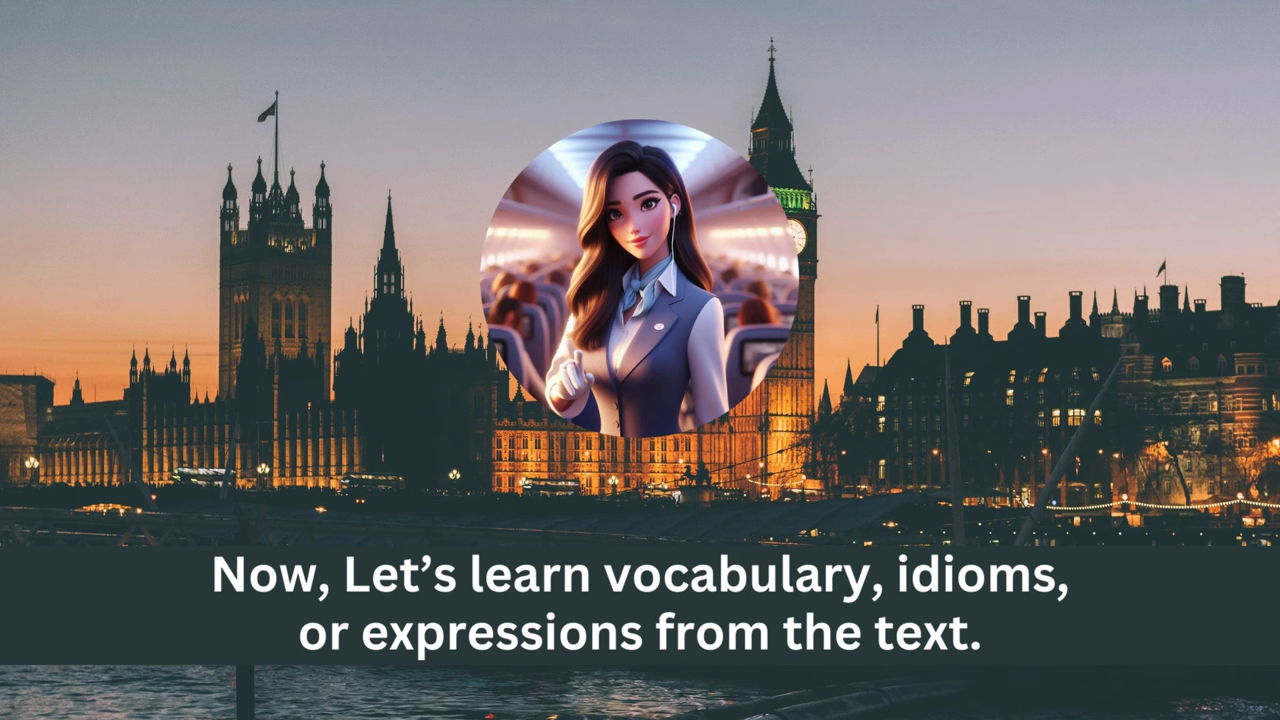 Now, Let’s learn vocabulary, idioms,
or expressions from the text.